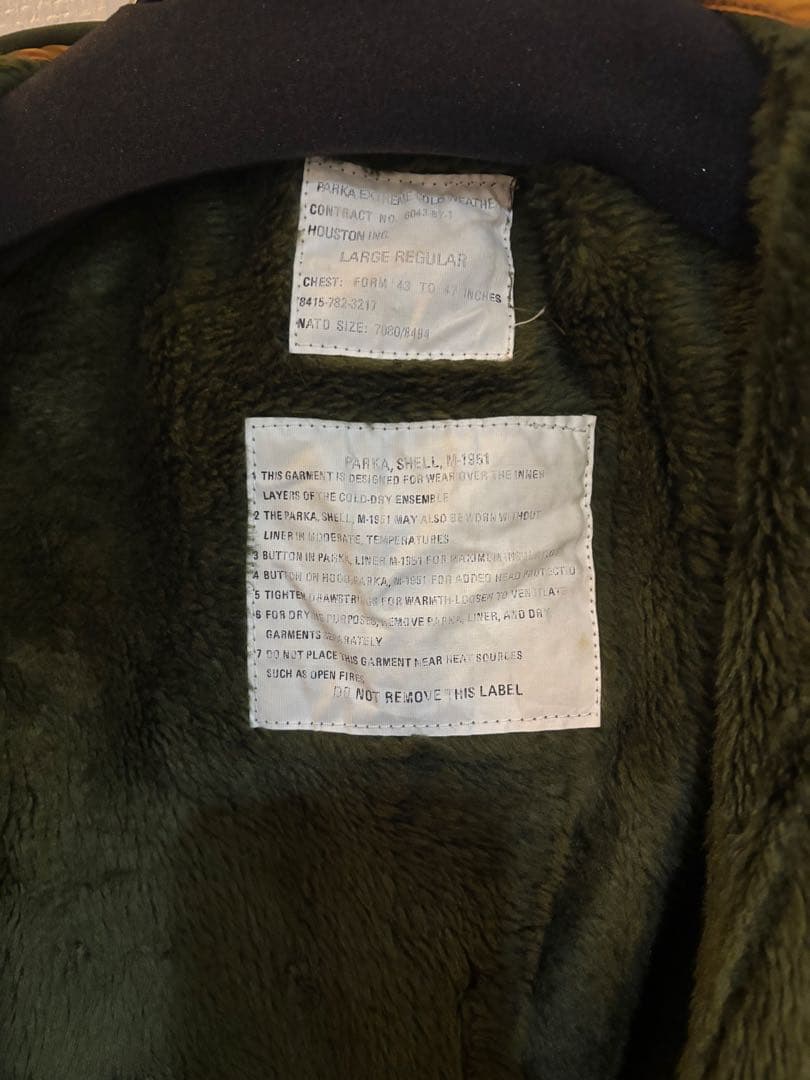 PARKA EXTREME COLD WEATHE
CONTRACT NO. 8043-BY-1
HOUSTON INC.
LARGE REGULAR
CHEST: FORM 43 TO 47 INCHES
8415-782-3217
NATO SIZE: 7080/8494
PARKA, SHELL, M-1951
1 THIS GARMENT IS DESIGNED FOR WEAR OVER THE INNER
LAYERS OF THE COLD-DRY ENSEMBLE
2 THE PARKA, SHELL, M-1951 MAY ALSO BE WORN WITHOUT
LINER IN MODERATE, TEMPERATURES
3 BUTTON IN PARKA, LINER M-1951 FOR MAXIMUM
4 BUTTON ON HOOD PARKA, M-1951 FOR ADDED HEAD PROTECTIO
5 TIGHTEN DRAWSTRINGS FOR WARMTH-LOOSEN TO VENTILATE
6 FOR DRYING PURPOSES, REMOVE PARKA, LINER, AND DRY
GARMENTS SEPARATELY
7 DO NOT PLACE THIS GARMENT NEAR HEAT SOURCES
SUCH AS OPEN FIRES
DO NOT REMOVE THIS LABEL